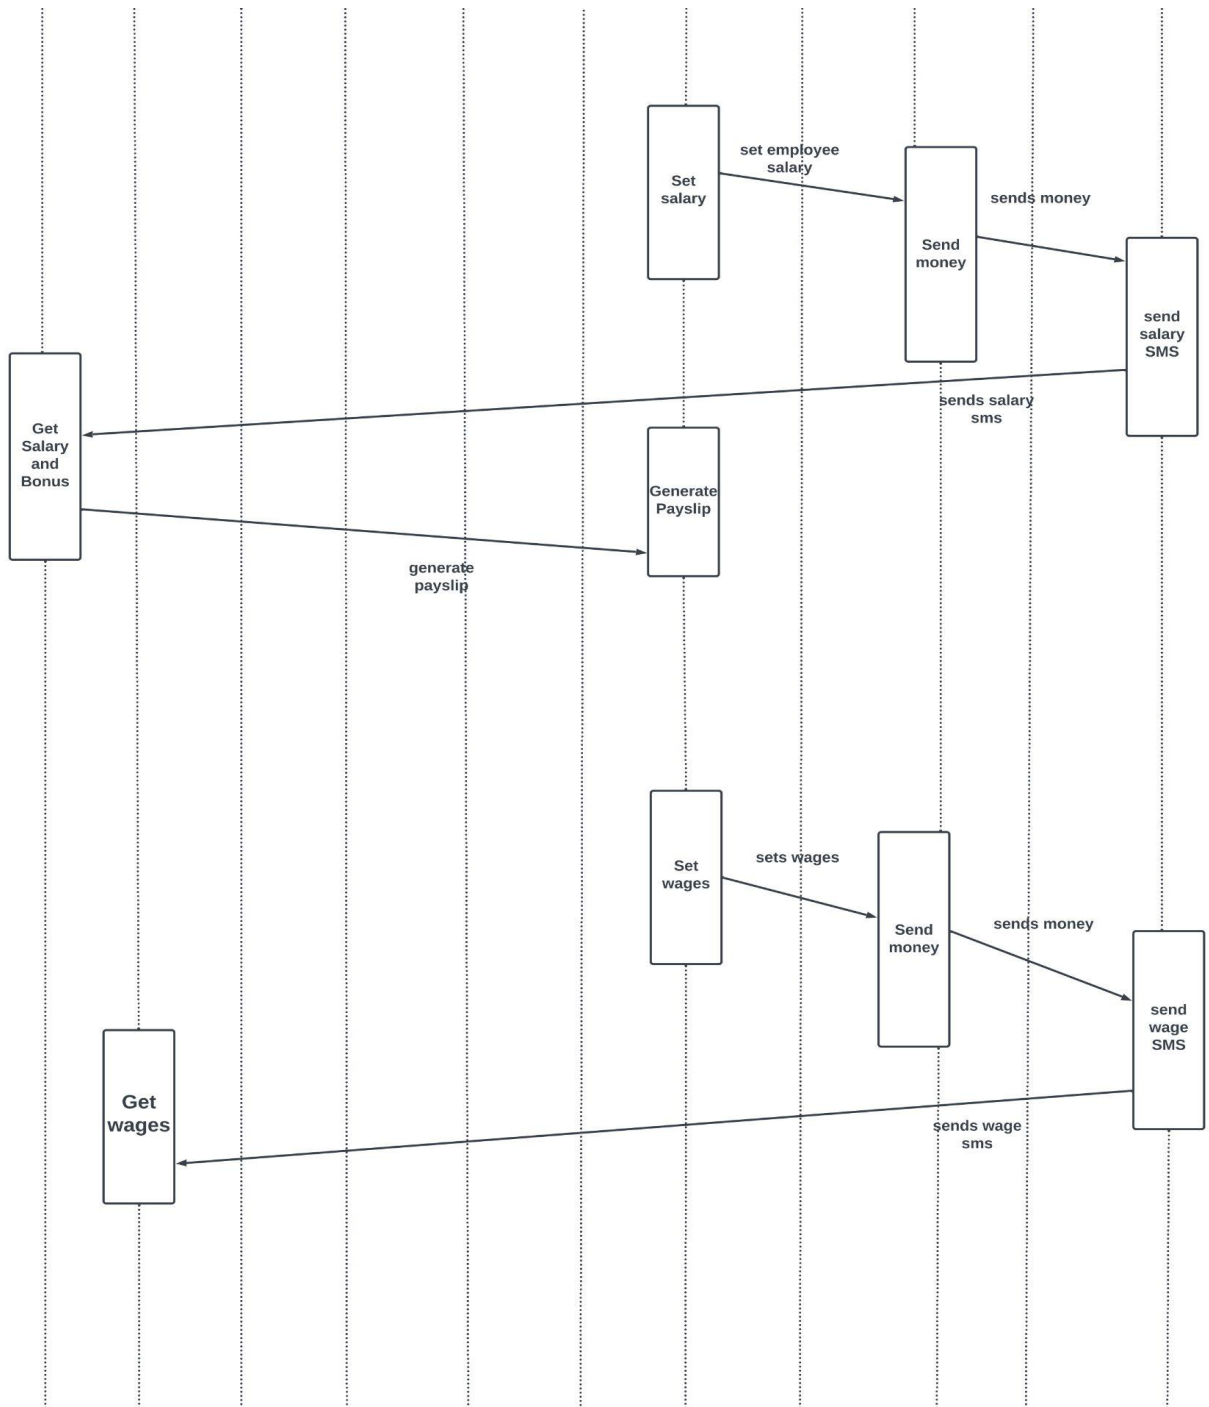 set employee
salary
Set
salary
sends money
Send
money
send
salary
SMS
sends salary
sms
Get
Salary
and
Bonus
Generate
Payslip
generate
payslip
sets wages
Set
wages
sends money
Send
money
send
wage
SMS
Get
wages
sends wage
sms